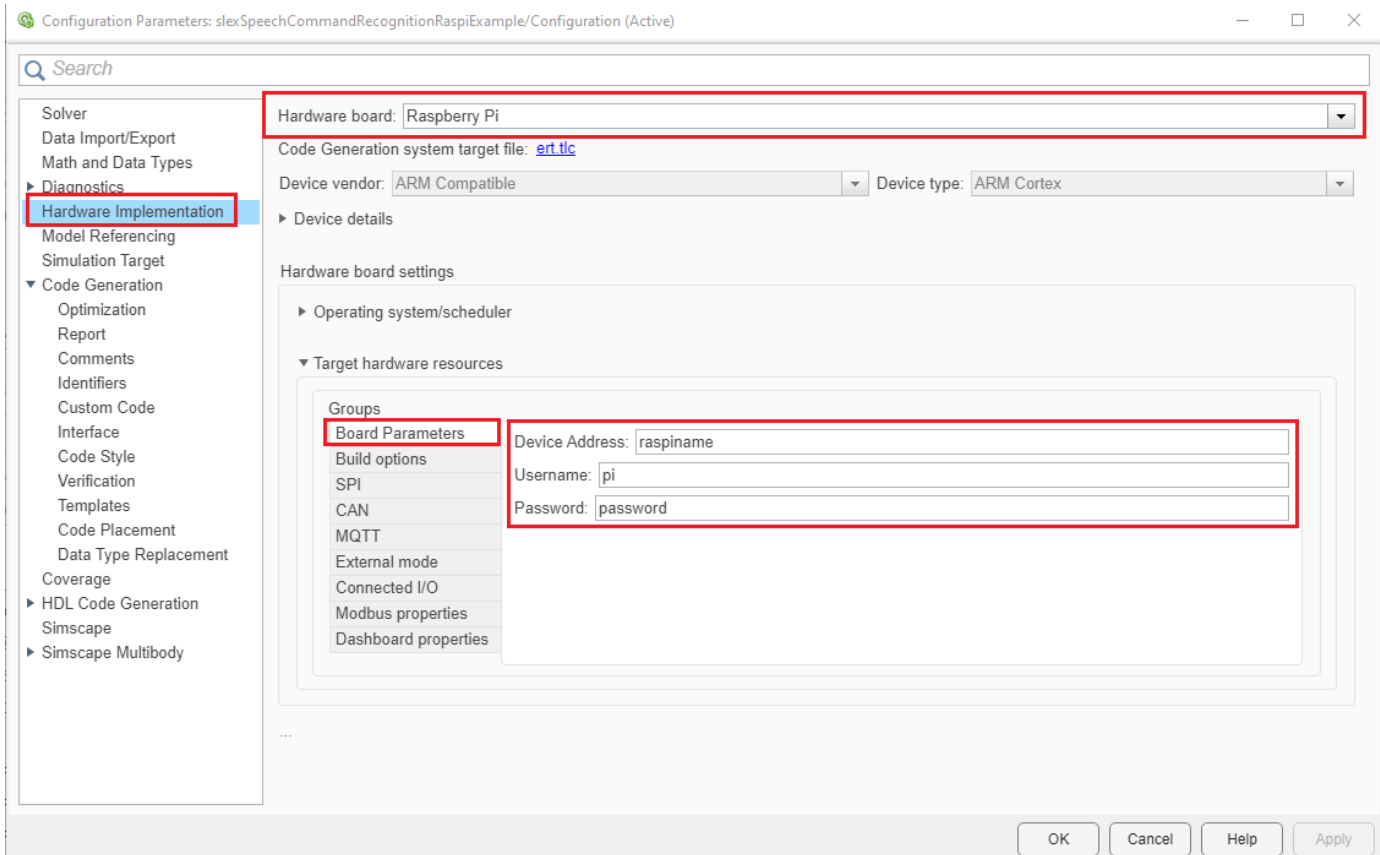 Configuration Parameters: slexSpeechCommandRecognitionRaspiExample/Configuration (Active)
Search
Solver
Data Import/Export
Math and Data Types
Diagnostics
Hardware Implementation
Model Referencing
Simulation Target
Code Generation
Optimization
Report
Comments
Identifiers
Custom Code
Interface
Code Style
Verification
Templates
Code Placement
Data Type Replacement
Coverage
HDL Code Generation
Simscape
Simscape Multibody
Hardware board: Raspberry Pi
Code Generation system target file: ert.tlc
Device vendor: ARM Compatible Device type: ARM Cortex
Device details
Hardware board settings
Operating system/scheduler
Target hardware resources
Groups
Board Parameters
Build options
SPI
CAN
MQTT
External mode
Connected I/O
Modbus properties
Dashboard properties
Device Address: raspiname
Username: pi
Password: password
...
OK Cancel Help Apply